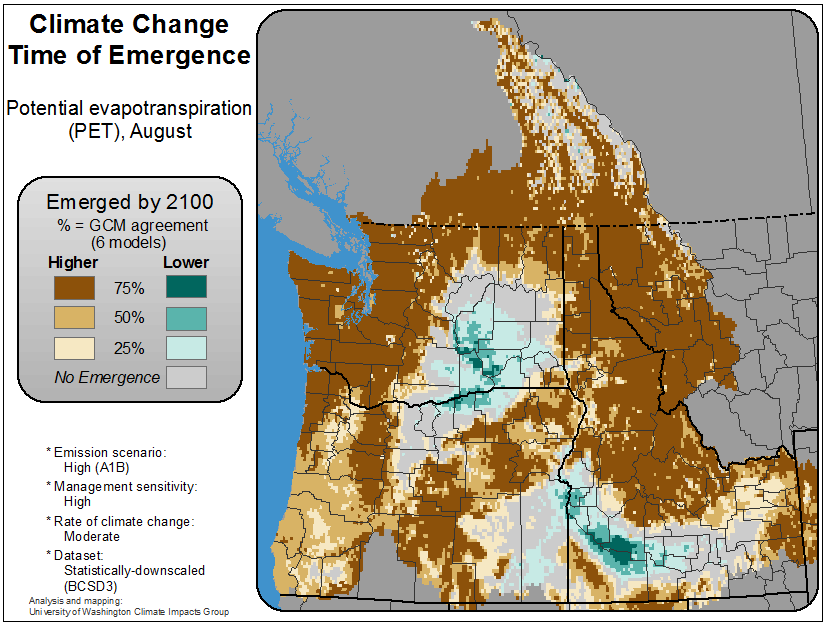 Climate Change
Time of Emergence
Potential evapotranspiration
(PET), August
Emerged by 2100
% = GCM agreement
(6 models)
Higher Lower
75%
50%
25%
No Emergence
* Emission scenario:
High (A1B)
* Management sensitivity:
High
* Rate of climate change:
Moderate
* Dataset:
Statistically-downscaled
(BCSD3)
Analysis and mapping:
University of Washington Climate Impacts Group